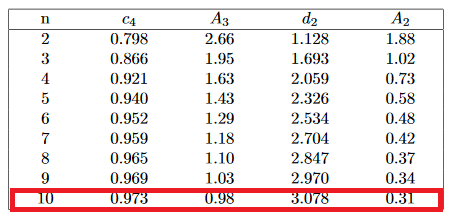 n c₄ A₃ d₂ A₂
2 0.798 2.66 1.128 1.88
3 0.866 1.95 1.693 1.02
4 0.921 1.63 2.059 0.73
5 0.940 1.43 2.326 0.58
6 0.952 1.29 2.534 0.48
7 0.959 1.18 2.704 0.42
8 0.965 1.10 2.847 0.37
9 0.969 1.03 2.970 0.34
10 0.973 0.98 3.078 0.31